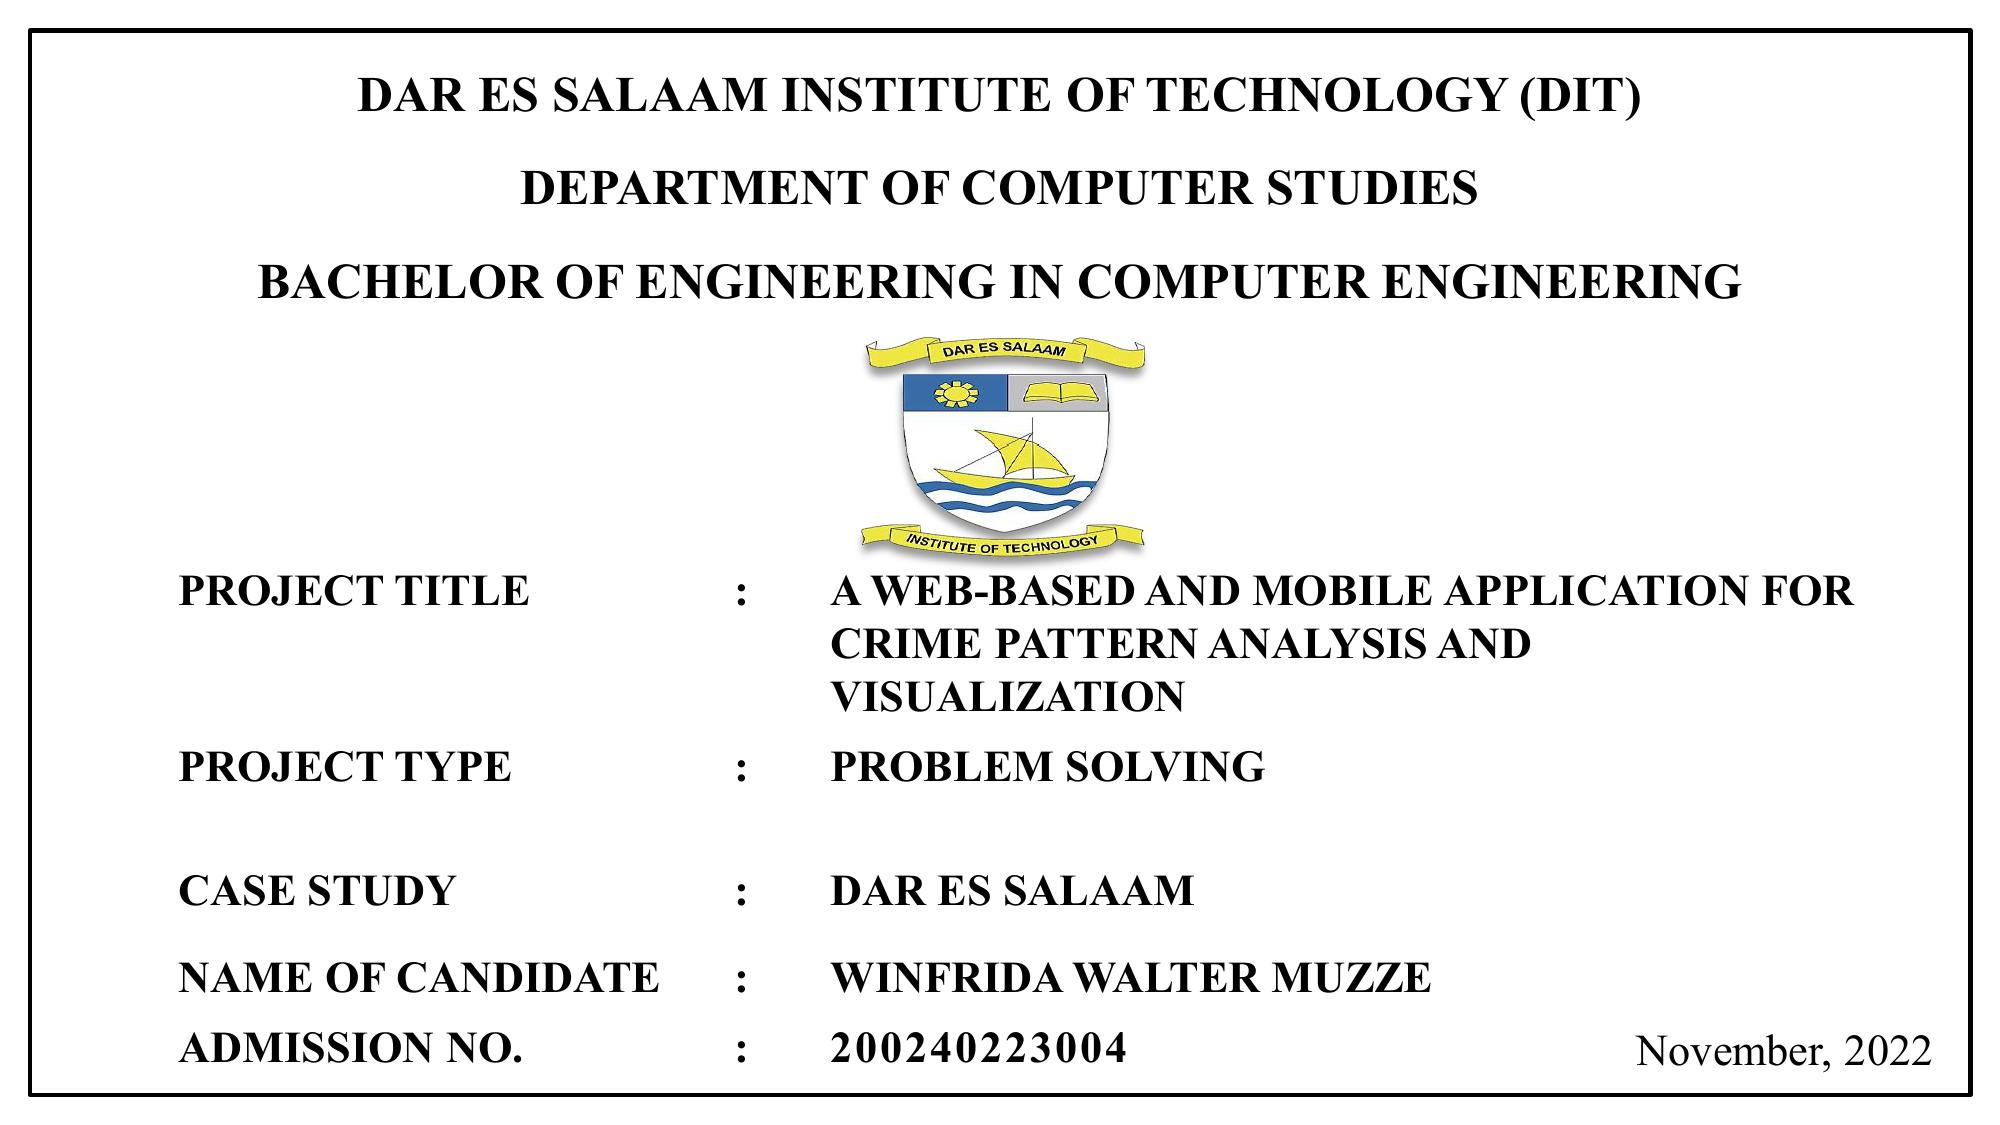 DAR ES SALAAM INSTITUTE OF TECHNOLOGY (DIT)
DEPARTMENT OF COMPUTER STUDIES
BACHELOR OF ENGINEERING IN COMPUTER ENGINEERING
DAR ES SALAAM
INSTITUTE OF TECHNOLOGY
PROJECT TITLE : A WEB-BASED AND MOBILE APPLICATION FOR
CRIME PATTERN ANALYSIS AND
VISUALIZATION
PROJECT TYPE : PROBLEM SOLVING
CASE STUDY : DAR ES SALAAM
NAME OF CANDIDATE : WINFRIDA WALTER MUZZE
ADMISSION NO. : 200240223004
November, 2022